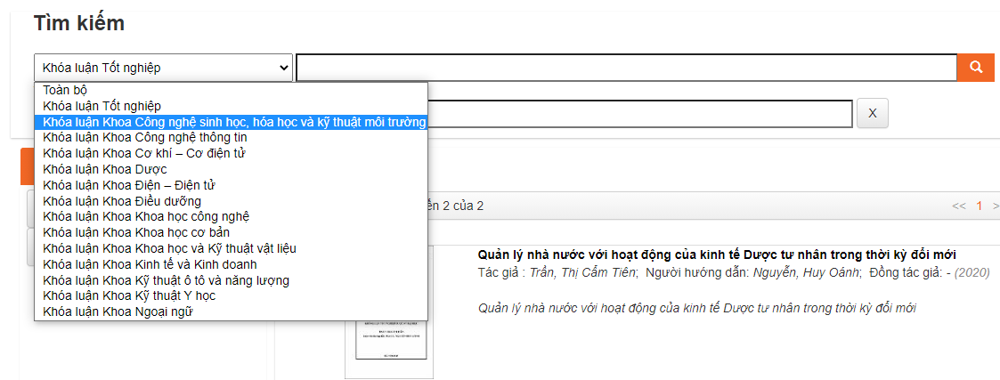 Tìm kiếm
Khóa luận Tốt nghiệp
Toàn bộ
Khóa luận Tốt nghiệp
Khóa luận Khoa Công nghệ sinh học, hóa học và kỹ thuật môi trường
X
Khóa luận Khoa Công nghệ thông tin
Khóa luận Khoa Cơ khí – Cơ điện tử
Khóa luận Khoa Dược
Khóa luận Khoa Điện – Điện tử
Khóa luận Khoa Điều dưỡng
Khóa luận Khoa Khoa học công nghệ
Khóa luận Khoa Khoa học cơ bản
Khóa luận Khoa Khoa học và Kỹ thuật vật liệu
Khóa luận Khoa Kinh tế và Kinh doanh
Khóa luận Khoa Kỹ thuật ô tô và năng lượng
Khóa luận Khoa Kỹ thuật Y học
Khóa luận Khoa Ngoại ngữ
2 của 2
<< 1 >
Quản lý nhà nước với hoạt động của kinh tế Dược tư nhân trong thời kỳ đổi mới
Tác giả : Trần, Thị Cẩm Tiên; Người hướng dẫn: Nguyễn, Huy Oánh; Đồng tác giả: - (2020)
Quản lý nhà nước với hoạt động của kinh tế Dược tư nhân trong thời kỳ đổi mới